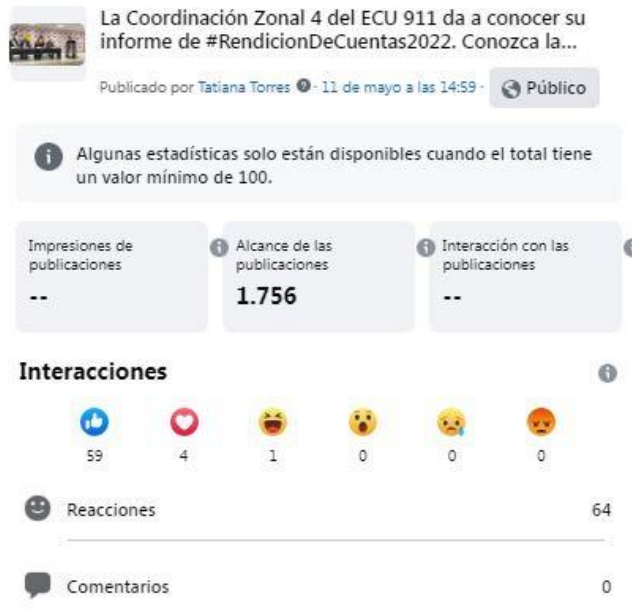 La Coordinación Zonal 4 del ECU 911 da a conocer su
informe de #RendicionDeCuentas2022. Conozca la...
Publicado por Tatiana Torres · 11 de mayo a las 14:59 · Público
Algunas estadísticas solo están disponibles cuando el total tiene
un valor mínimo de 100.
Impresiones de
publicaciones
--
Alcance de las
publicaciones
1.756
Interacción con las
publicaciones
--
Interacciones
59 4 1 0 0 0
Reacciones 64
Comentarios 0